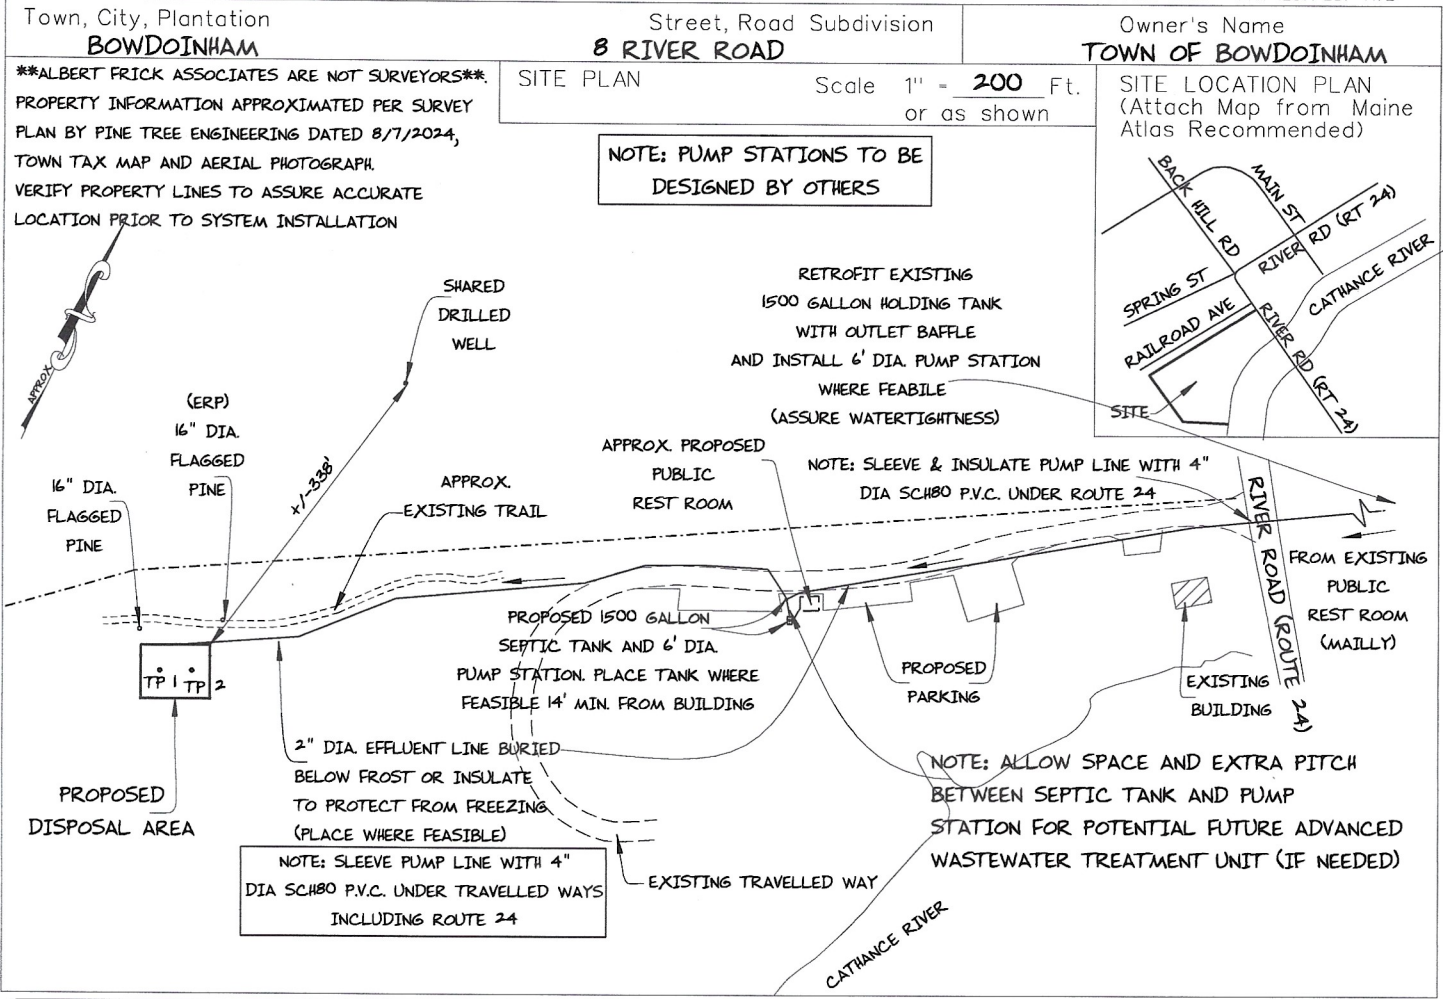 Town, City, Plantation
BOWDOINHAM
Street, Road Subdivision
8 RIVER ROAD
Owner's Name
TOWN OF BOWDOINHAM
**ALBERT FRICK ASSOCIATES ARE NOT SURVEYORS**.
PROPERTY INFORMATION APPROXIMATED PER SURVEY
PLAN BY PINE TREE ENGINEERING DATED 8/7/2024,
TOWN TAX MAP AND AERIAL PHOTOGRAPH.
VERIFY PROPERTY LINES TO ASSURE ACCURATE
LOCATION PRIOR TO SYSTEM INSTALLATION
SITE PLAN
Scale 1" = 200 Ft.
or as shown
SITE LOCATION PLAN
(Attach Map from Maine
Atlas Recommended)
NOTE: PUMP STATIONS TO BE
DESIGNED BY OTHERS
BACK HILL RD
MAIN ST
RIVER RD (RT 24)
SPRING ST
RAILROAD AVE
CATHANCE RIVER
RIVER RD (RT 24)
SITE
APPROX
SHARED
DRILLED
WELL
RETROFIT EXISTING
1500 GALLON HOLDING TANK
WITH OUTLET BAFFLE
AND INSTALL 6' DIA. PUMP STATION
WHERE FEABILE
(ASSURE WATERTIGHTNESS)
(ERP)
16" DIA.
FLAGGED
PINE
16" DIA.
FLAGGED
PINE
+/-338'
APPROX.
EXISTING TRAIL
APPROX. PROPOSED
PUBLIC
REST ROOM
NOTE: SLEEVE & INSULATE PUMP LINE WITH 4"
DIA SCH80 P.V.C. UNDER ROUTE 24
RIVER ROAD (ROUTE 24)
FROM EXISTING
PUBLIC
REST ROOM
(MAILLY)
PROPOSED 1500 GALLON
SEPTIC TANK AND 6' DIA.
PUMP STATION. PLACE TANK WHERE
FEASIBLE 14' MIN. FROM BUILDING
TP 1 TP 2
PROPOSED
PARKING
EXISTING
BUILDING
2" DIA. EFFLUENT LINE BURIED
BELOW FROST OR INSULATE
TO PROTECT FROM FREEZING
(PLACE WHERE FEASIBLE)
PROPOSED
DISPOSAL AREA
NOTE: ALLOW SPACE AND EXTRA PITCH
BETWEEN SEPTIC TANK AND PUMP
STATION FOR POTENTIAL FUTURE ADVANCED
WASTEWATER TREATMENT UNIT (IF NEEDED)
NOTE: SLEEVE PUMP LINE WITH 4"
DIA SCH80 P.V.C. UNDER TRAVELLED WAYS
INCLUDING ROUTE 24
EXISTING TRAVELLED WAY
CATHANCE RIVER